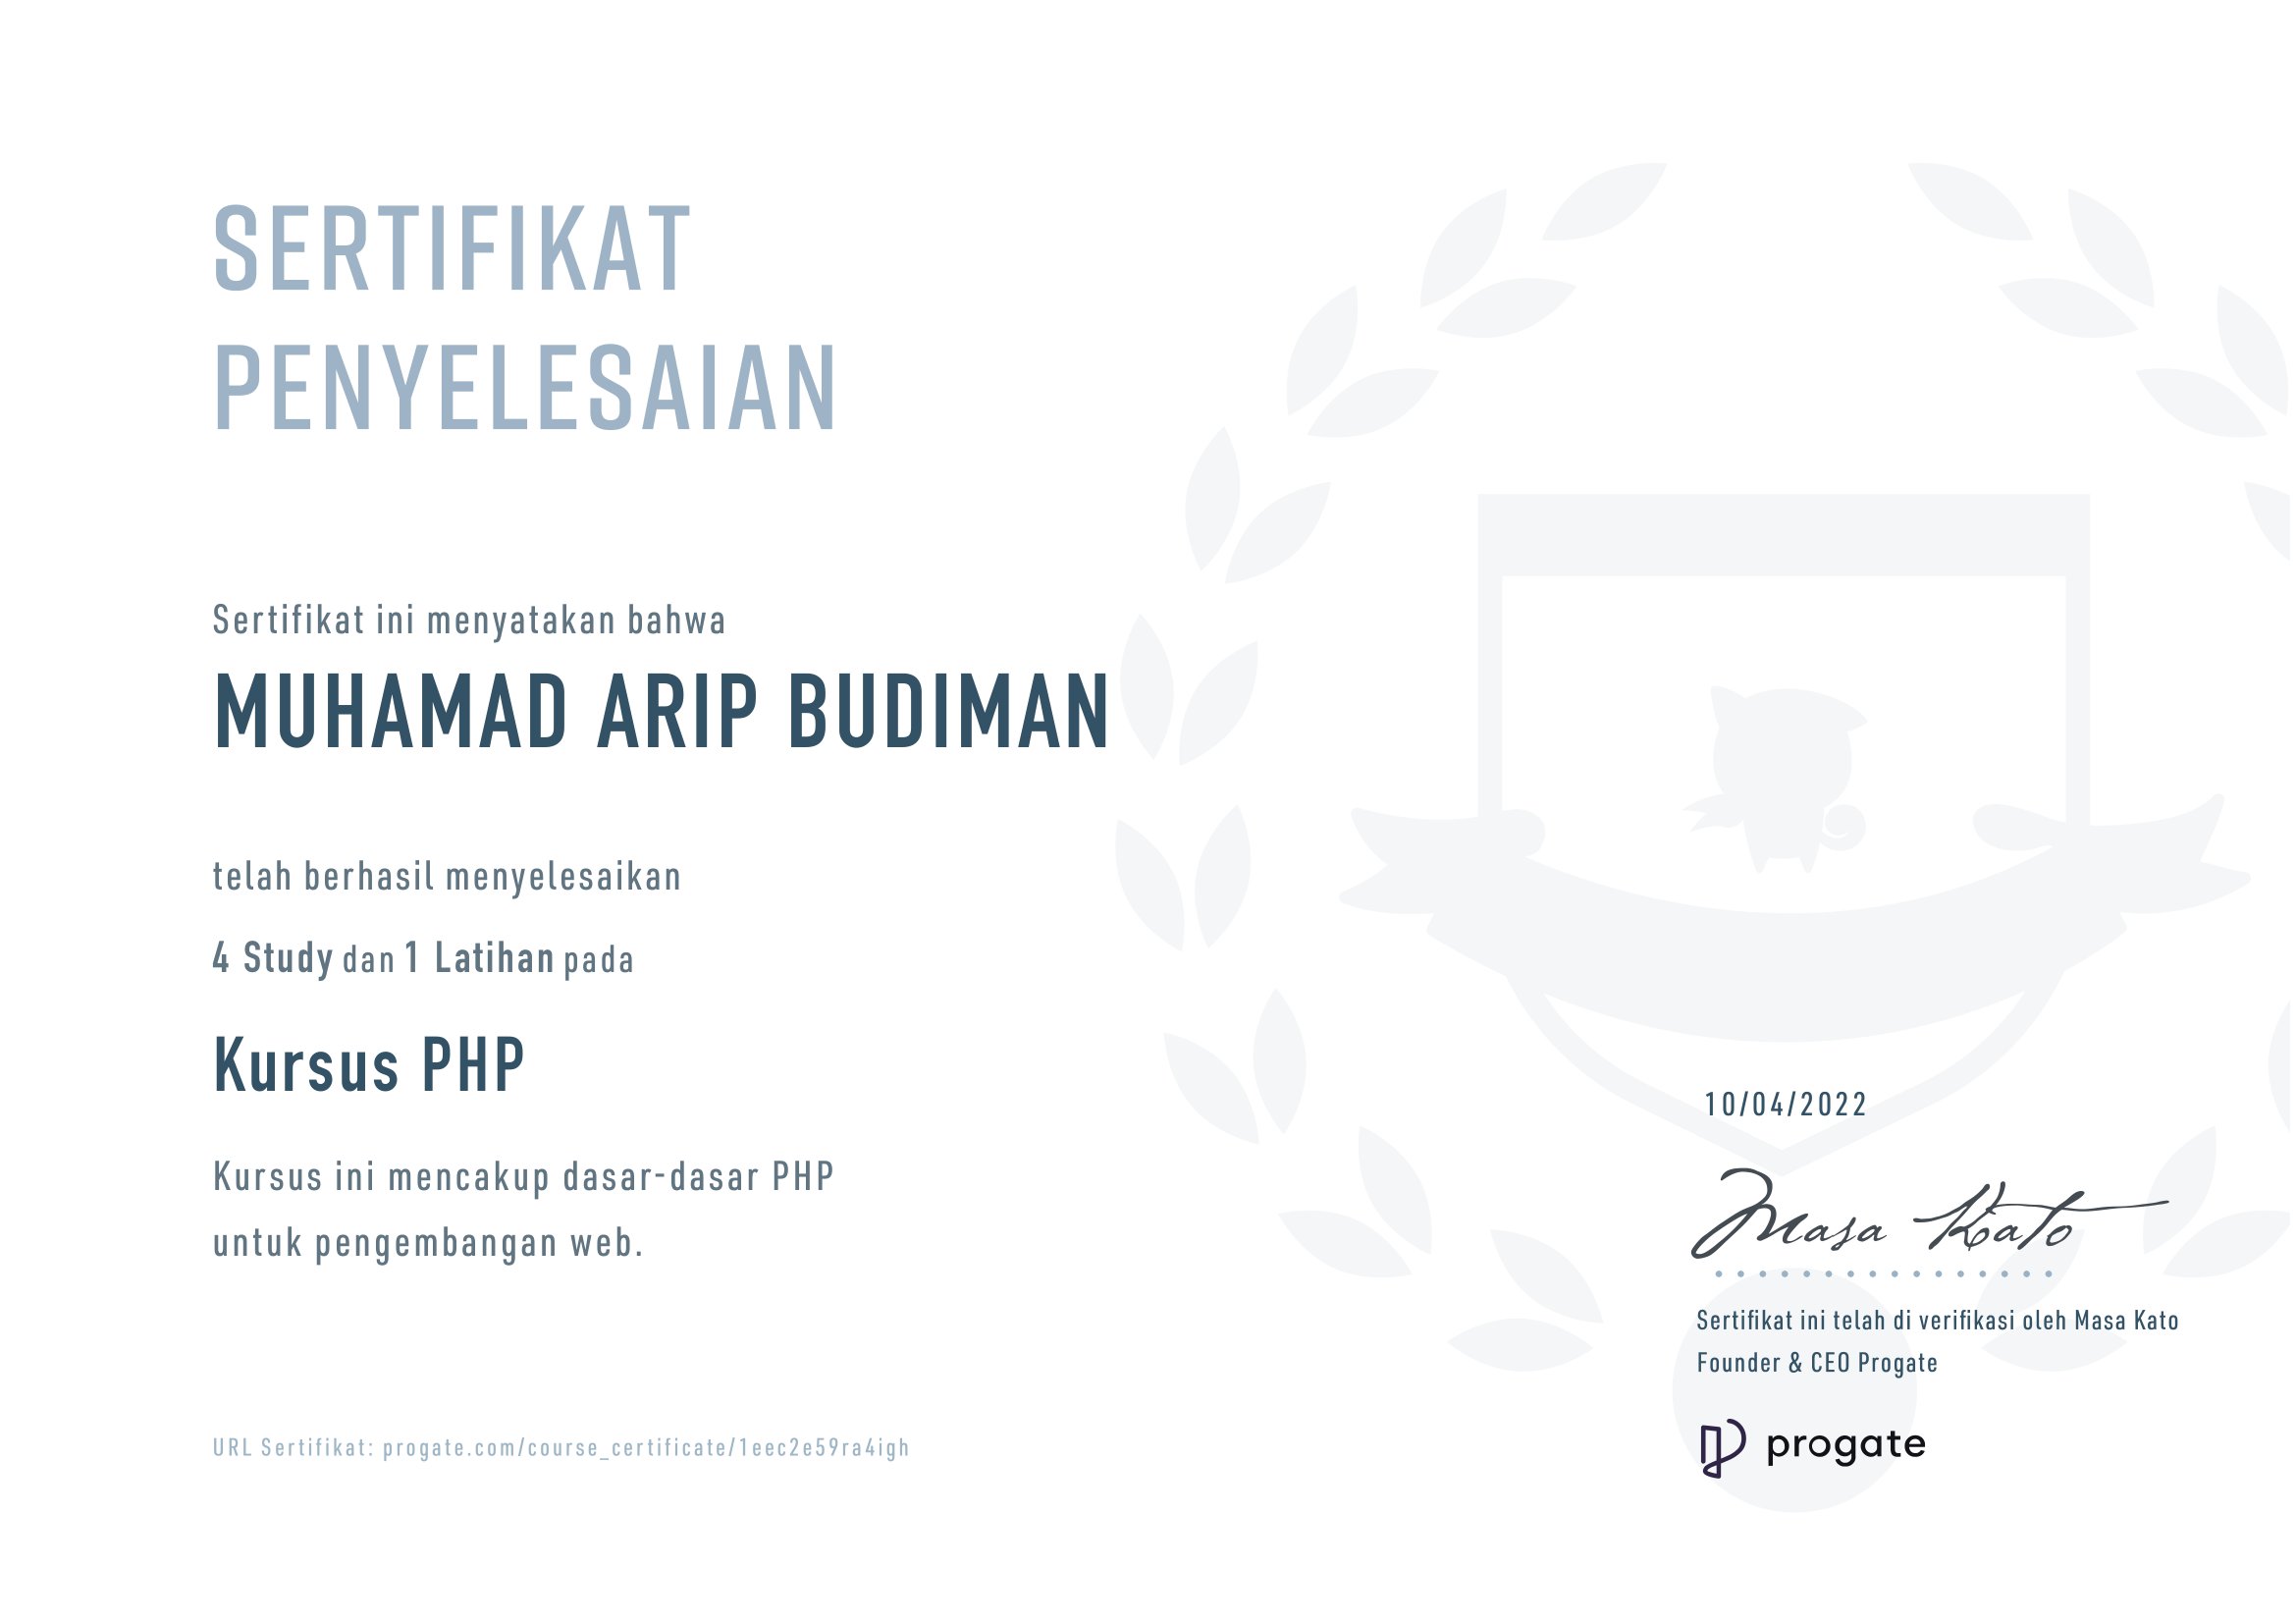 SERTIFIKAT
PENYELESAIAN
Sertifikat ini menyatakan bahwa
MUHAMAD ARIP BUDIMAN
telah berhasil menyelesaikan
4 Study dan 1 Latihan pada
Kursus PHP
Kursus ini mencakup dasar-dasar PHP
untuk pengembangan web.
URL Sertifikat: progate.com/course_certificate/1eec2e59ra4igh
10/04/2022
Masa Kato
Sertifikat ini telah di verifikasi oleh Masa Kato
Founder & CEO Progate
progate